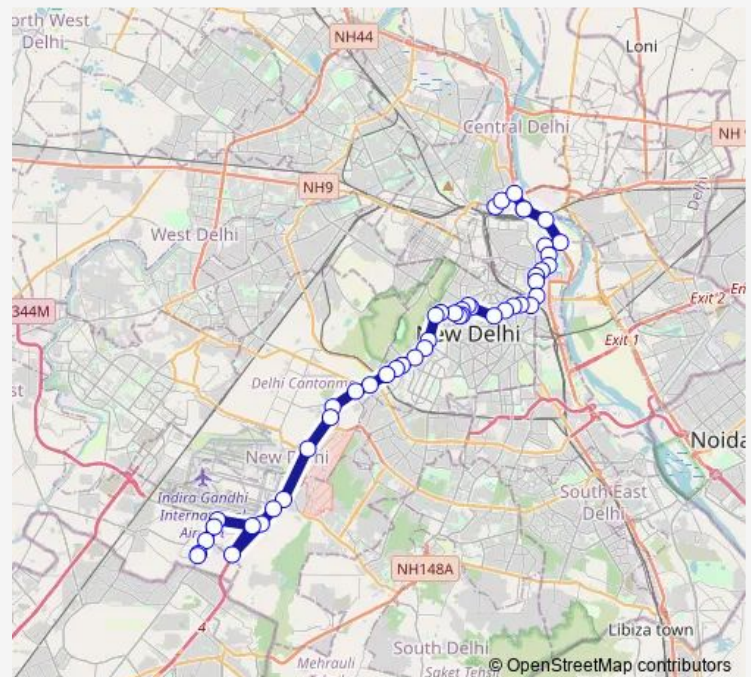 orth West
Delhi
NH44
Loni
Central Delhi
NH
NH9
Delhi
West Delhi
344M
Exit 2
New Delhi
Exit 1
Delhi Cantonme
Noida
New Delhi
Indira Gandhi
Internat
Air
South East
Delhi
NH148A
4
Libiza town
South Delhi
Mehrauli
Saket Tensi
© OpenStreetMap contributors